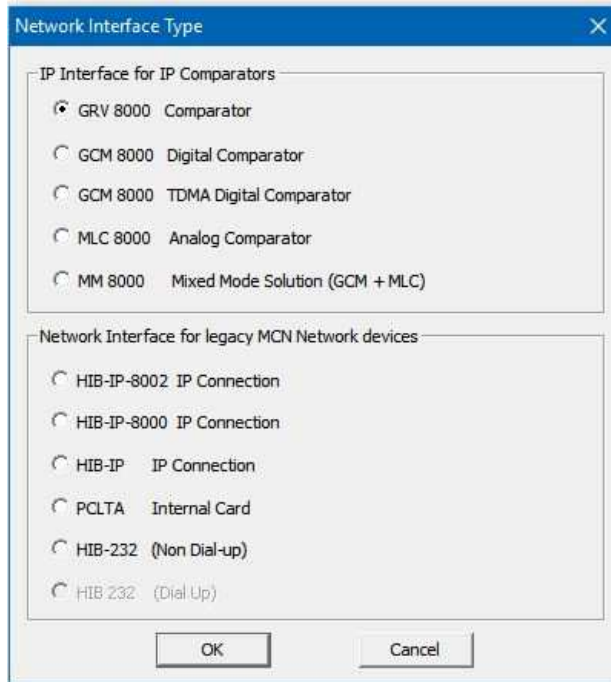 Network Interface Type
IP Interface for IP Comparators
GRV 8000 Comparator
GCM 8000 Digital Comparator
GCM 8000 TDMA Digital Comparator
MLC 8000 Analog Comparator
MM 8000 Mixed Mode Solution (GCM + MLC)
Network Interface for legacy MCN Network devices
HIB-IP-8002 IP Connection
HIB-IP-8000 IP Connection
HIB-IP IP Connection
PCLTA Internal Card
HIB-232 (Non Dial-up)
HIB 232 (Dial Up)
OK Cancel